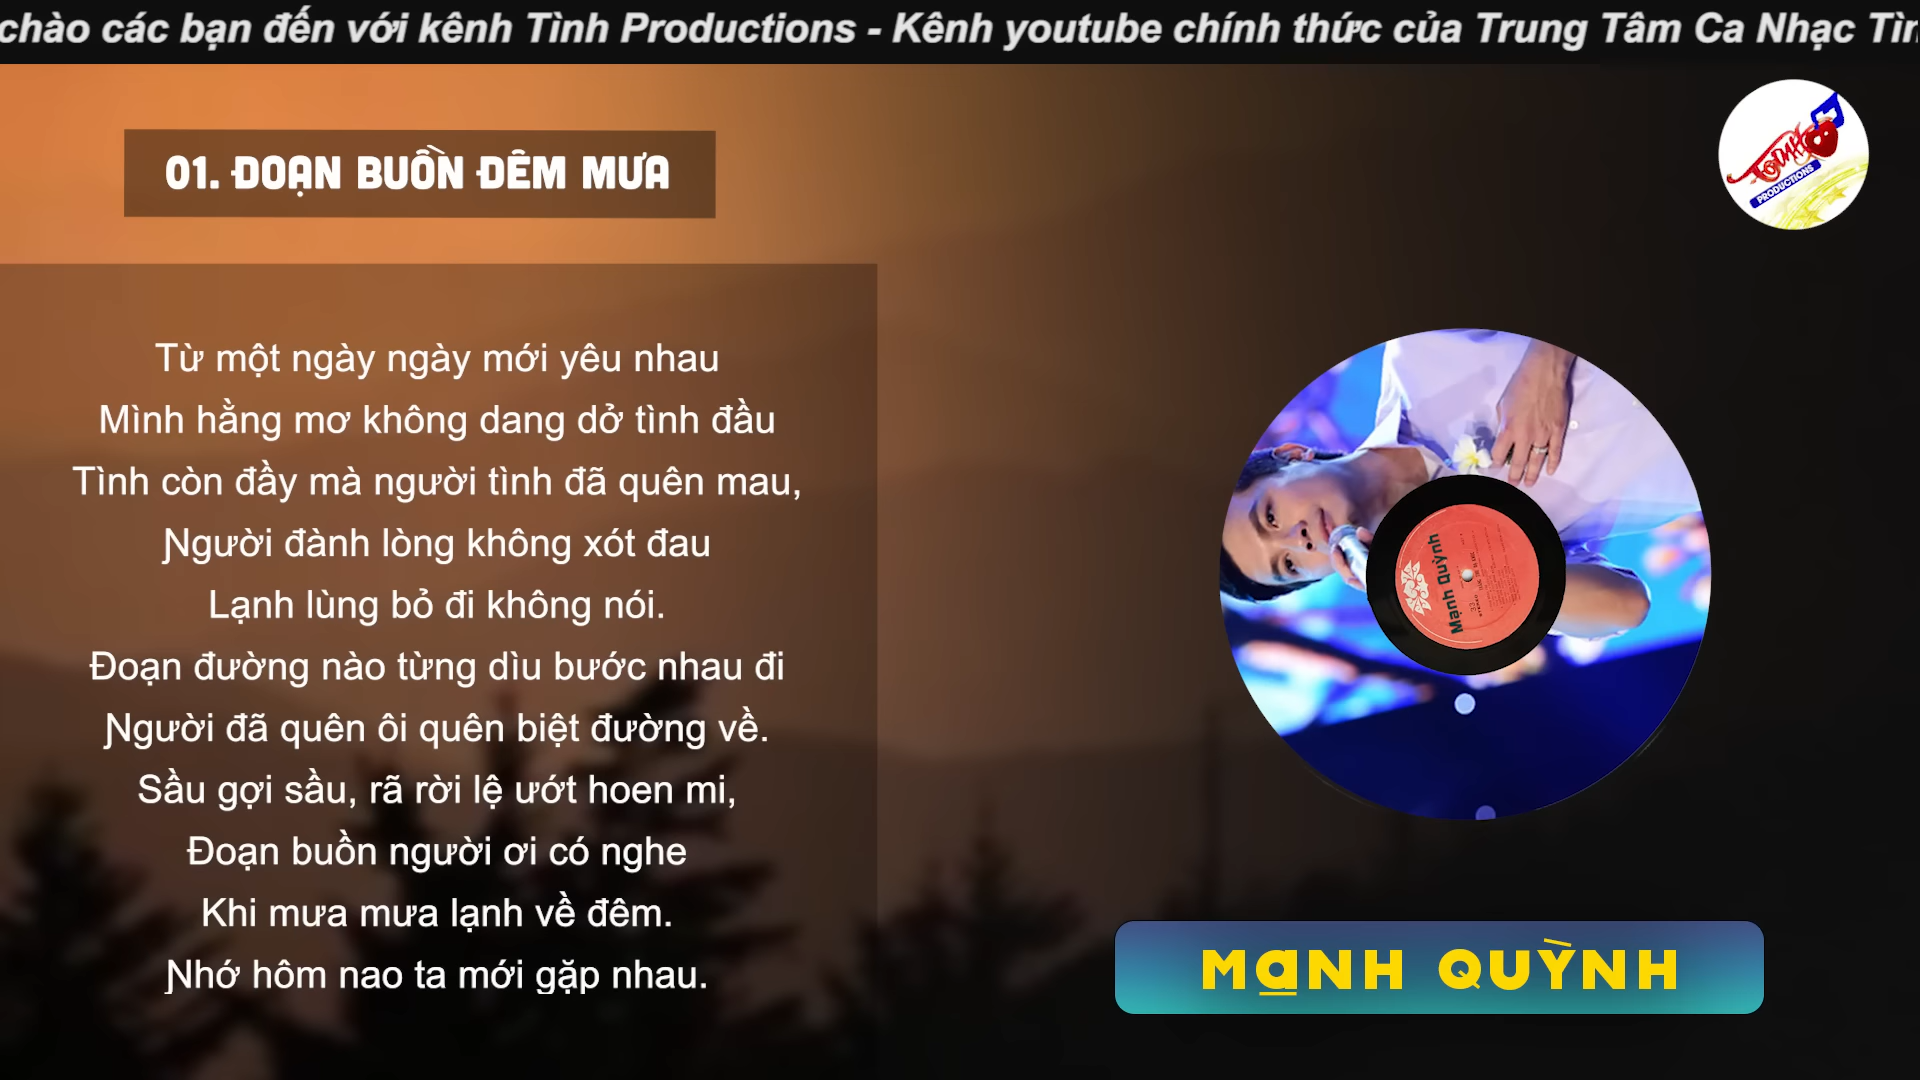 chào các bạn đến với kênh Tình Productions - Kênh youtube chính thức của Trung Tâm Ca Nhạc Tìn
01. ĐOẠN BUỒN ĐÊM MƯA
PRODUCTIONS
Từ một ngày ngày mới yêu nhau
Mình hằng mơ không dang dở tình đầu
Tình còn đầy mà người tình đã quên mau,
Người đành lòng không xót đau
Lạnh lùng bỏ đi không nói.
Đoạn đường nào từng dìu bước nhau đi
Người đã quên ôi quên biệt đường về.
Sầu gợi sầu, rã rời lệ ướt hoen mi,
Đoạn buồn người ơi có nghe
Khi mưa mưa lạnh về đêm.
Nhớ hôm nao ta mới gặp nhau.
Mạnh Quỳnh
MẠNH QUỲNH